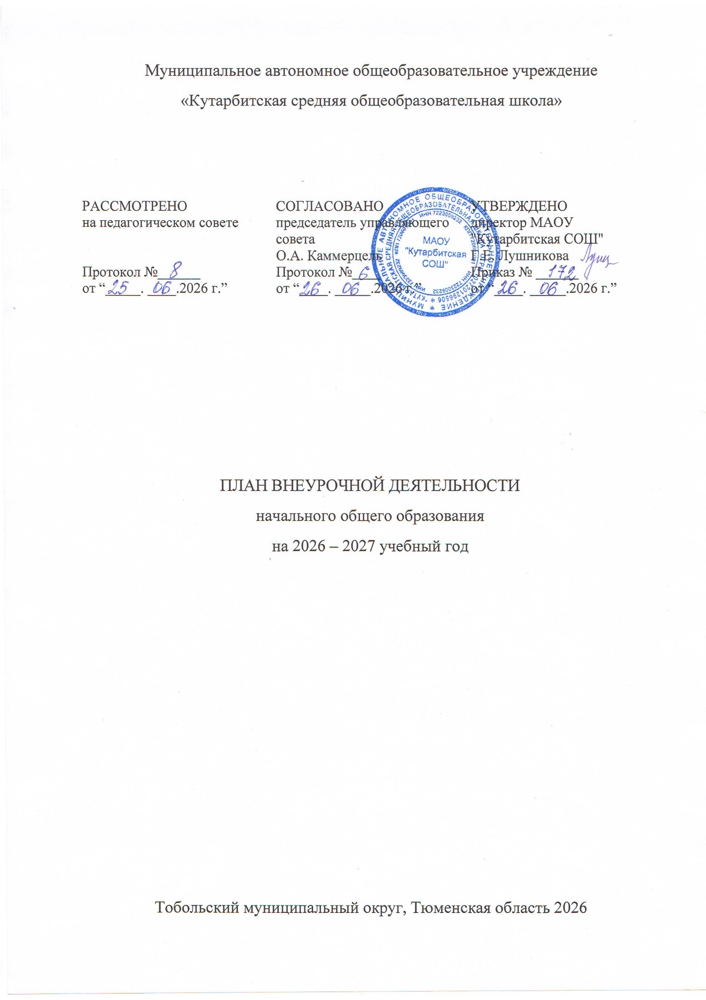 Муниципальное автономное общеобразовательное учреждение
«Кутарбитская средняя общеобразовательная школа»
РАССМОТРЕНО
на педагогическом совете
Протокол № 8
от “25. 06.2026 г.”
СОГЛАСОВАНО
председатель управляющего
совета
О.А. Каммерцель
Протокол № 6
от “26. 06.2026 г.”
УТВЕРЖДЕНО
директор МАОУ
"Кутарбитская СОШ"
Лушникова
Приказ № 172
от “26. 06.2026 г.”
МАОУ
"Кутарбитская
СОШ"
ИНН 7223009232
ПЛАН ВНЕУРОЧНОЙ ДЕЯТЕЛЬНОСТИ
начального общего образования
на 2026 – 2027 учебный год
Тобольский муниципальный округ, Тюменская область 2026